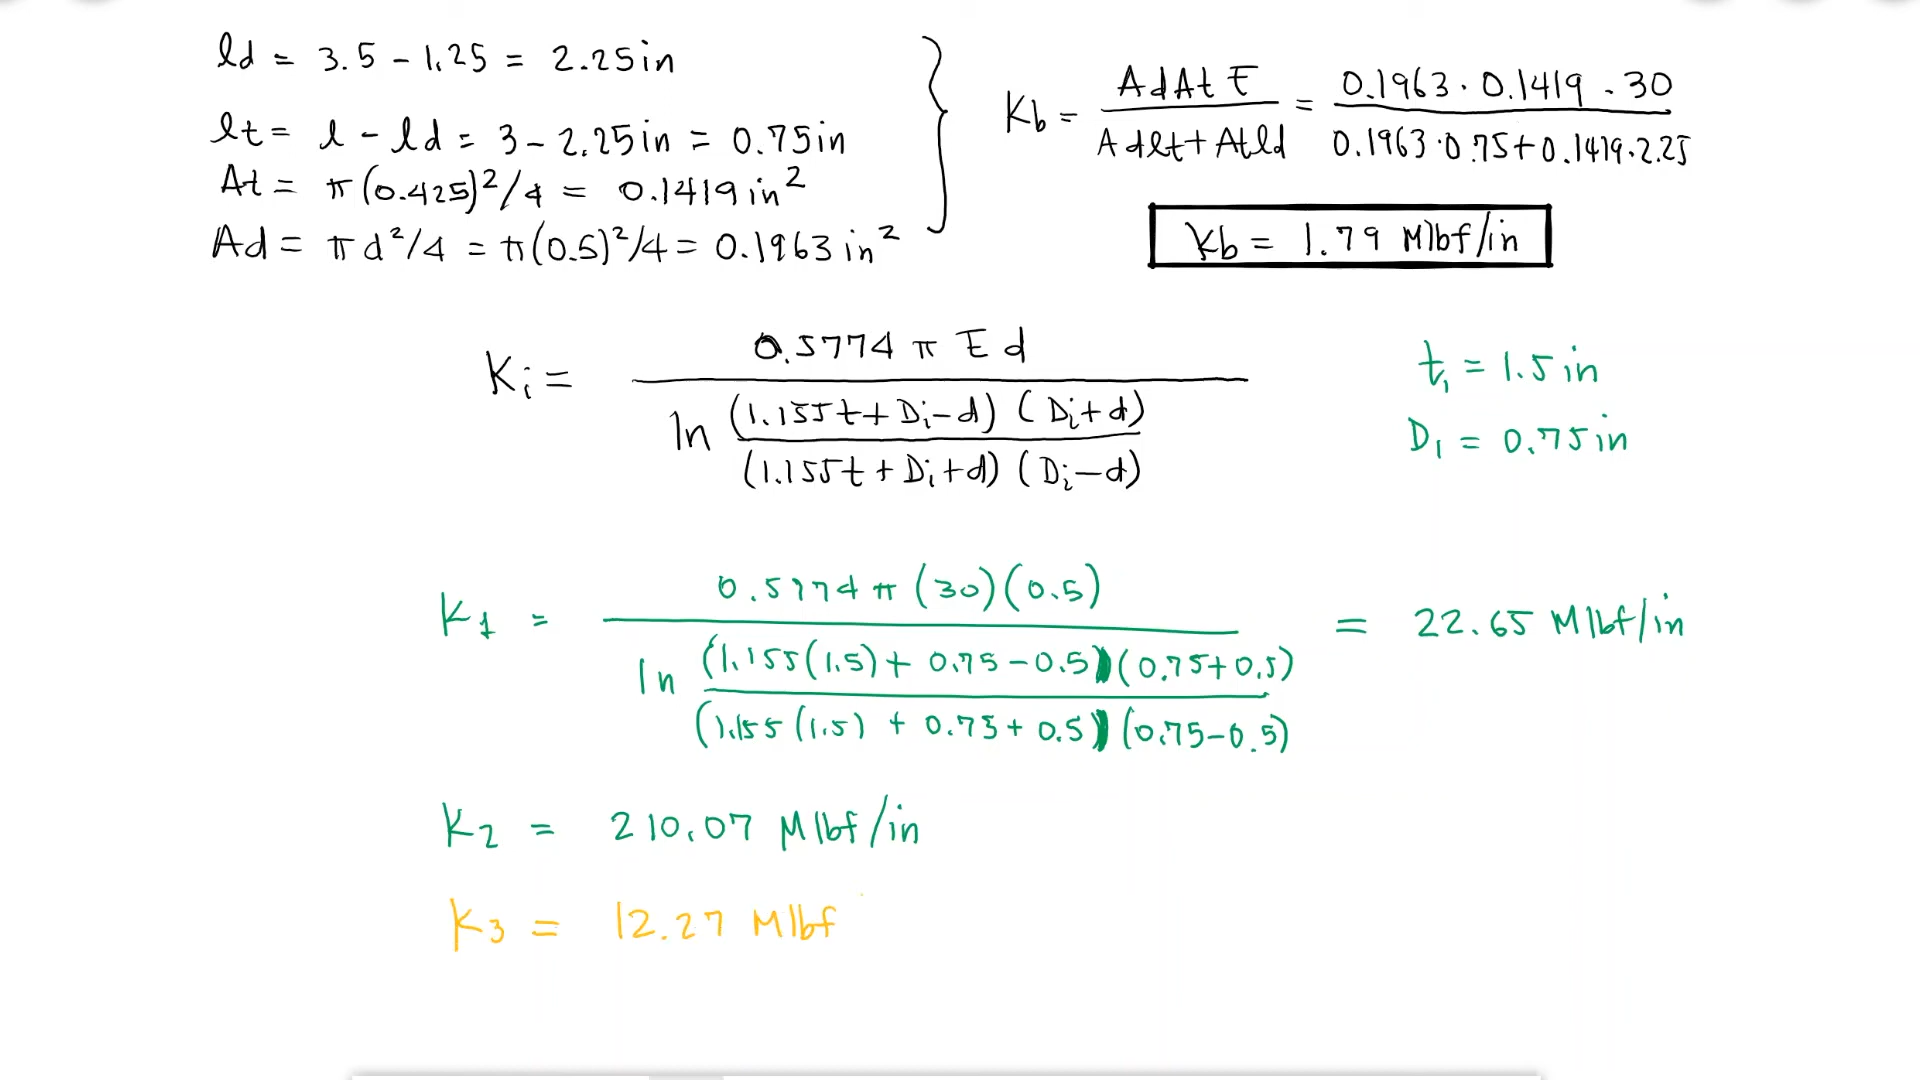 ld = 3.5 - 1.25 = 2.25in
lt = l - ld = 3 - 2.25in = 0.75in
At = π(0.425)²/4 = 0.1419in²
Ad = πd²/4 = π(0.5)²/4 = 0.1963in²
Kb = AdAtE / Adlt + Atld = 0.1963 · 0.1419 · 30 / 0.1963 · 0.75 + 0.1419 · 2.25
Kb = 1.79 Mlbf/in
Ki = 0.5774 π E d / ln (1.155t + Di - d) (Di + d) / (1.155t + Di + d) (Di - d)
t₁ = 1.5 in
D₁ = 0.75 in
K1 = 0.5774 π (30)(0.5) / ln (1.155(1.5) + 0.75 - 0.5)(0.75 + 0.5) / (1.155(1.5) + 0.75 + 0.5)(0.75 - 0.5) = 22.65 Mlbf/in
K2 = 210.07 Mlbf/in
K3 = 12.27 Mlbf